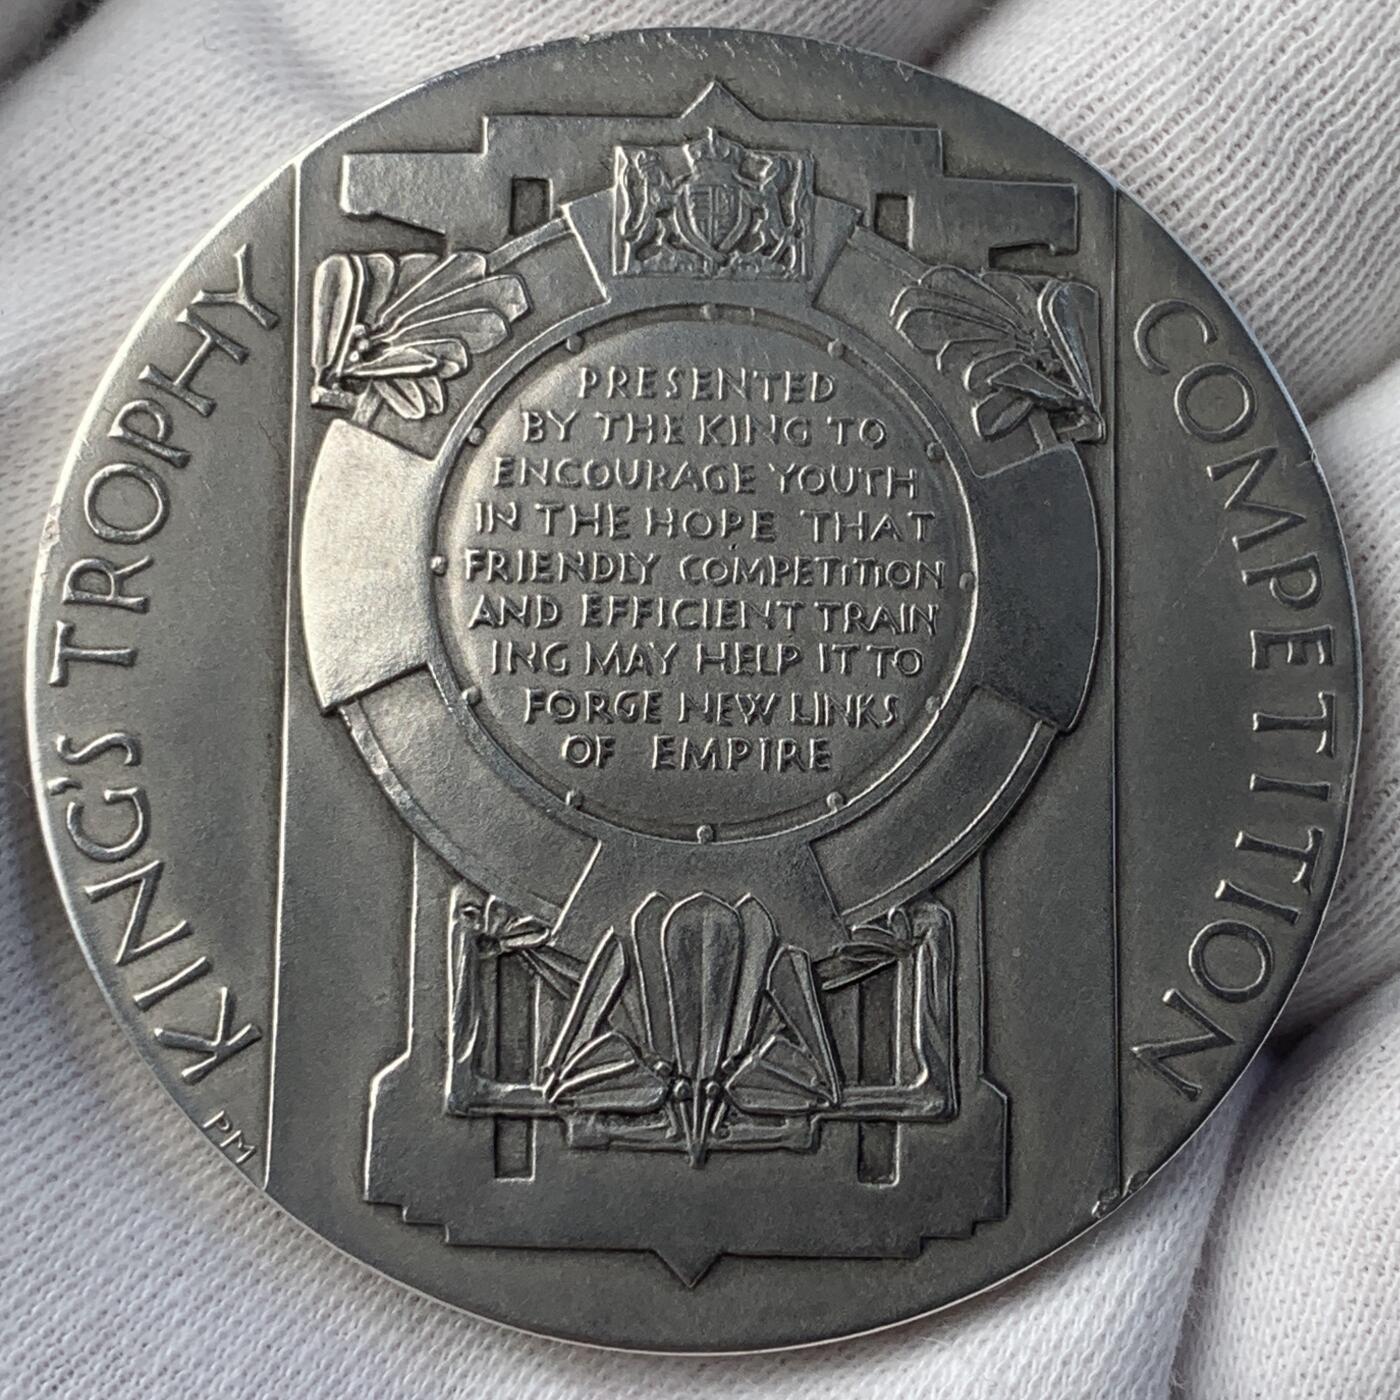 KING'S TROPHY
COMPETITION
PRESENTED
BY THE KING TO
ENCOURAGE YOUTH
IN THE HOPE THAT
FRIENDLY COMPETITION
AND EFFICIENT TRAIN
ING MAY HELP IT TO
FORGE NEW LINKS
OF EMPIRE
PM